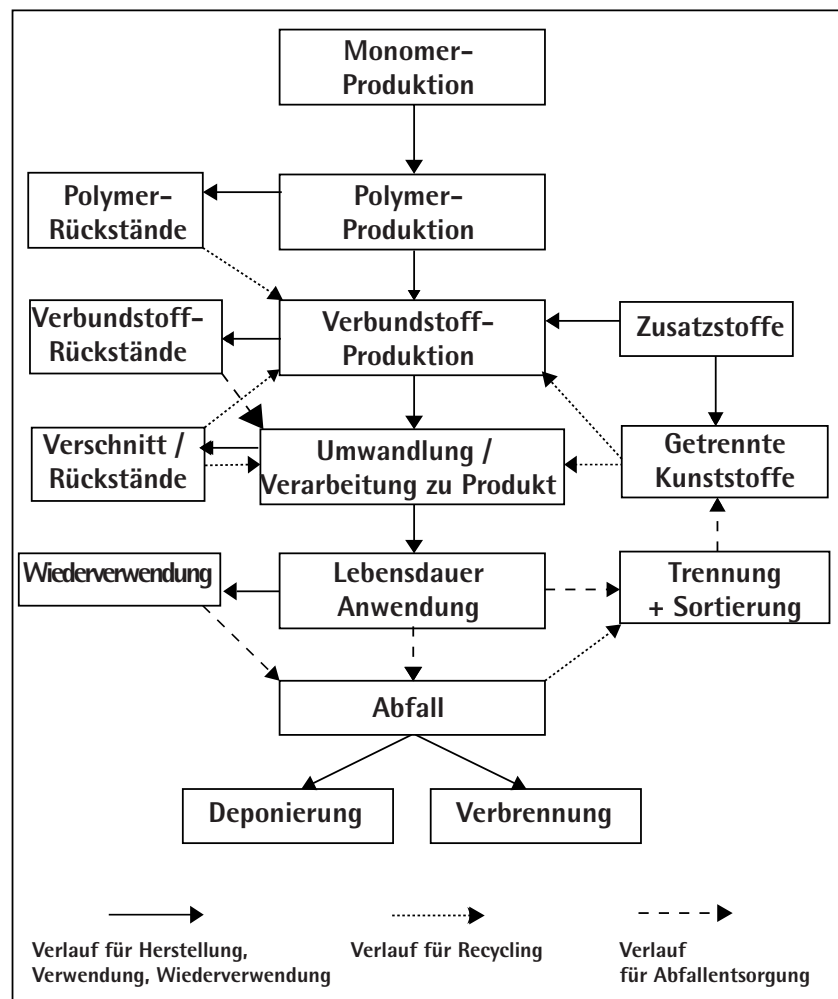 Monomer-
Produktion
Polymer-
Rückstände
Polymer-
Produktion
Verbundstoff-
Rückstände
Verbundstoff-
Produktion
Zusatzstoffe
Verschnitt /
Rückstände
Umwandlung /
Verarbeitung zu Produkt
Getrennte
Kunststoffe
Wiederverwendung
Lebensdauer
Anwendung
Trennung
+ Sortierung
Abfall
Deponierung
Verbrennung
Verlauf für Herstellung,
Verwendung, Wiederverwendung
Verlauf für Recycling
Verlauf
für Abfallentsorgung